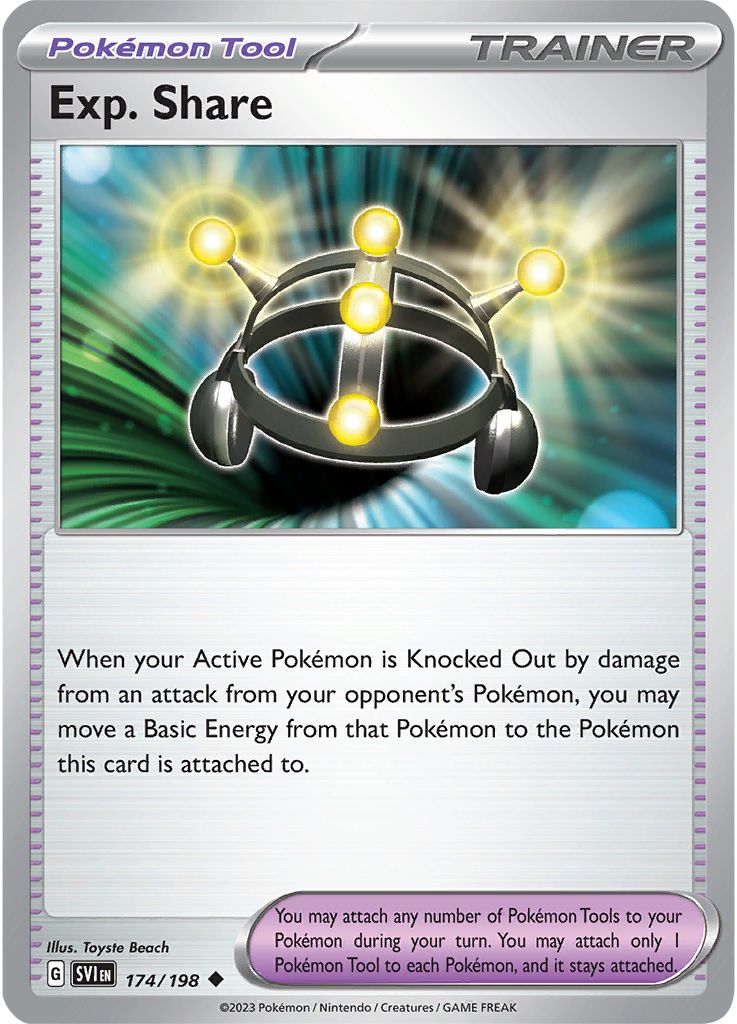 Pokémon Tool
TRAINER
Exp. Share
When your Active Pokémon is Knocked Out by damage
from an attack from your opponent's Pokémon, you may
move a Basic Energy from that Pokémon to the Pokémon
this card is attached to.
You may attach any number of Pokémon Tools to your
Pokémon during your turn. You may attach only 1
Pokémon Tool to each Pokémon, and it stays attached.
Illus. Toyste Beach
G SVI EN 174/198 ◆
©2023 Pokémon / Nintendo / Creatures / GAME FREAK